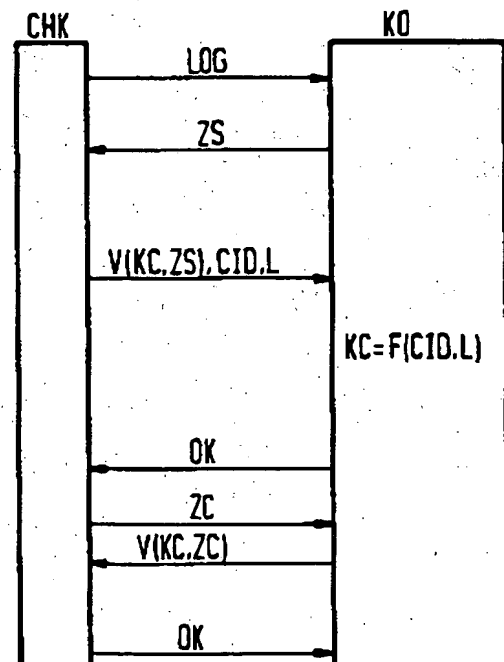 CHK
KO
LOG
ZS
V(KC,ZS),CID,L
KC=F(CID,L)
OK
ZC
V(KC,ZC)
OK